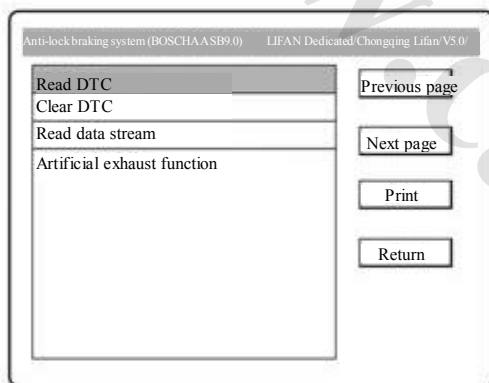 Anti-lock braking system (BOSCHAASB9.0) LIFAN Dedicated/Chongqing Lifan/V5.0/
Read DTC
Previous page
Clear DTC
Read data stream
Next page
Artificial exhaust function
Print
Return